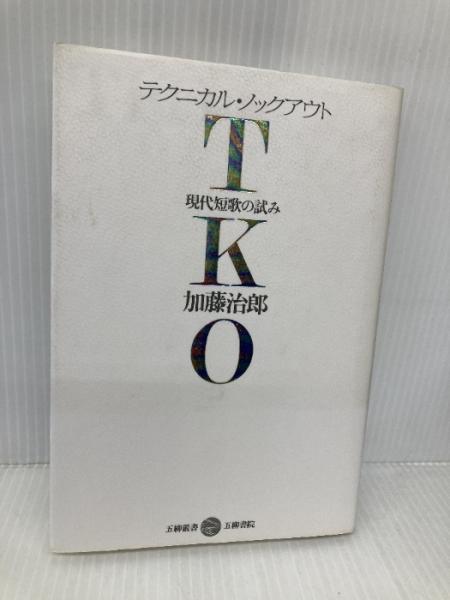 テクニカル・ノックアウト
T
現代短歌の試み
K
加藤治郎
O
五柳叢書 五柳書院